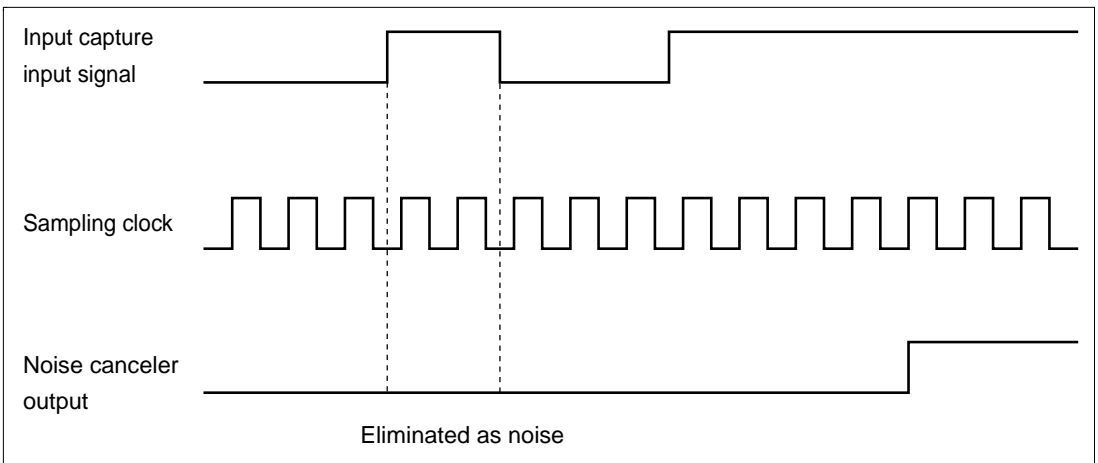 Input capture
input signal
Sampling clock
Noise canceler
output
Eliminated as noise